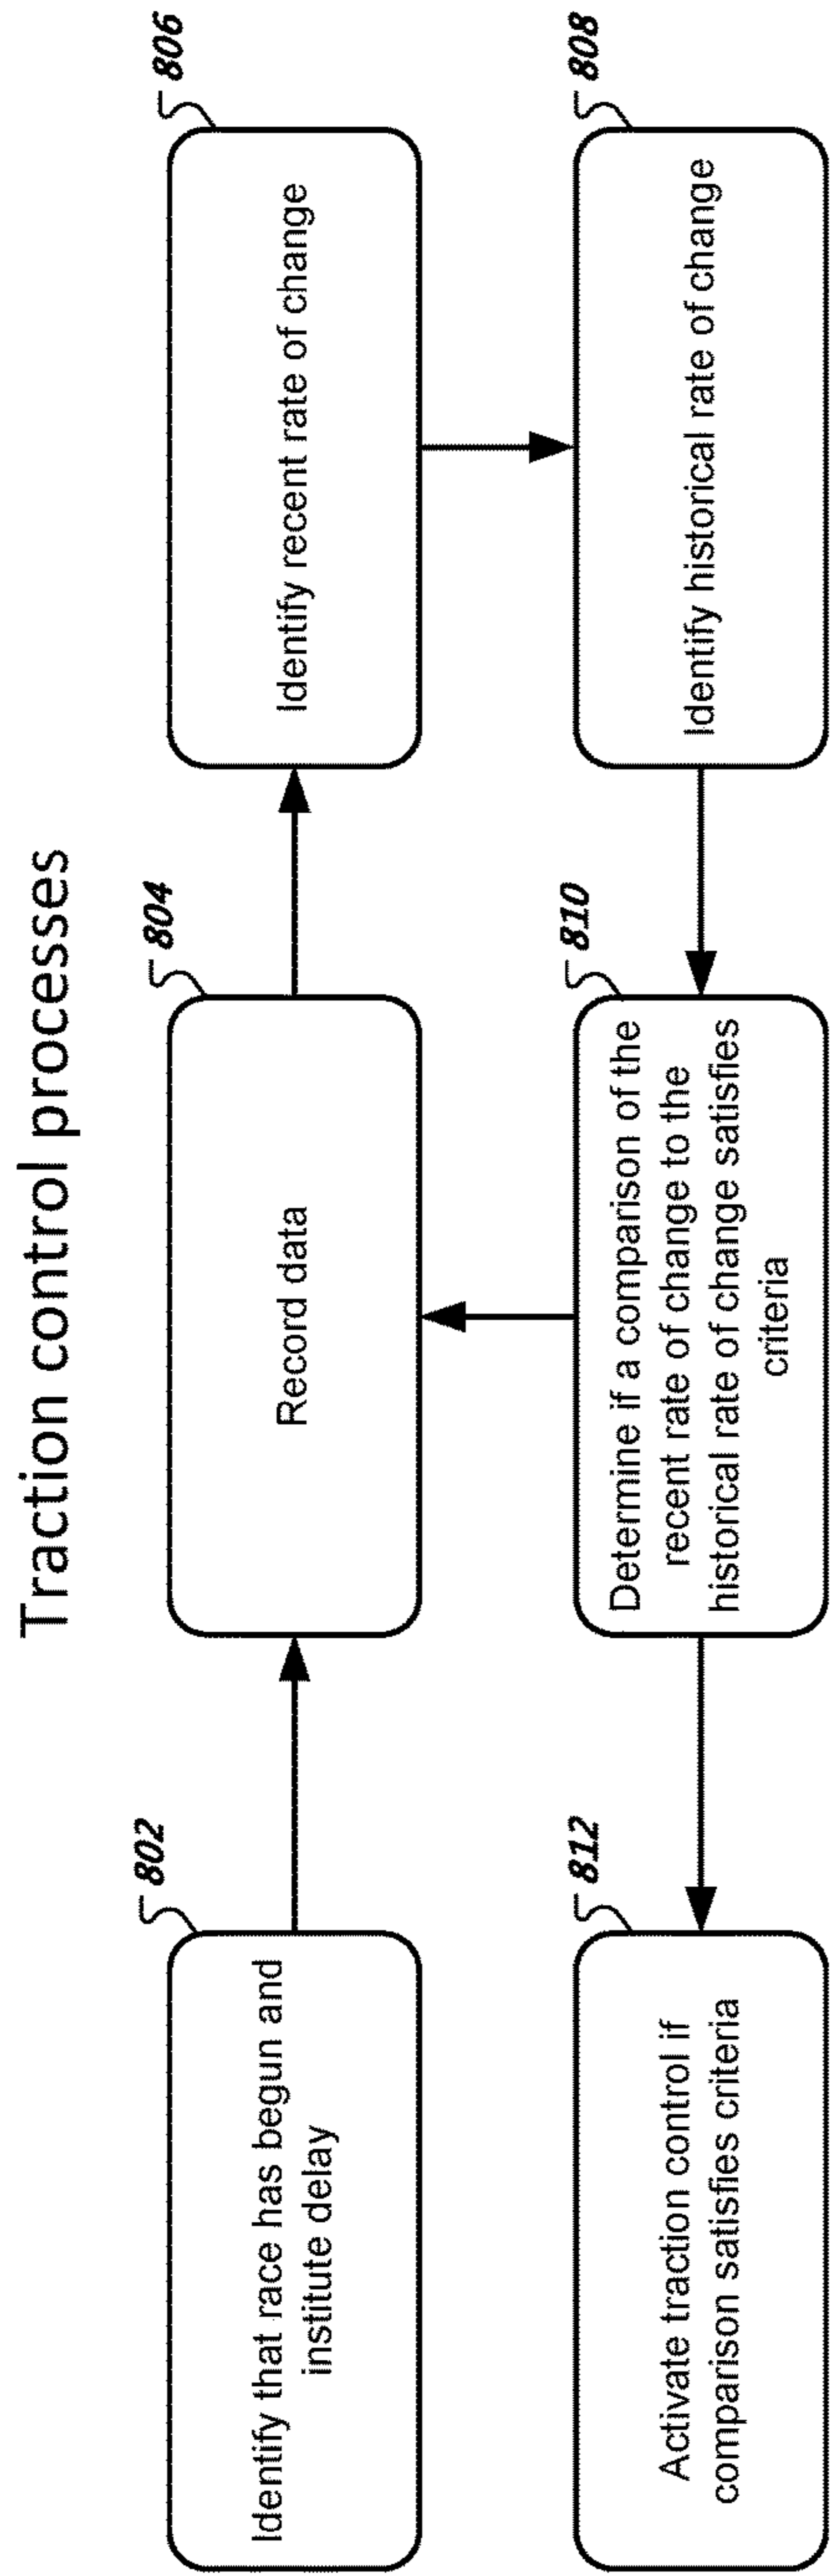 Traction control processes
802
Identify that race has begun and
institute delay
804
Record data
806
Identify recent rate of change
808
Identify historical rate of change
810
Determine if a comparison of the
recent rate of change to the
historical rate of change satisfies
criteria
812
Activate traction control if
comparison satisfies criteria